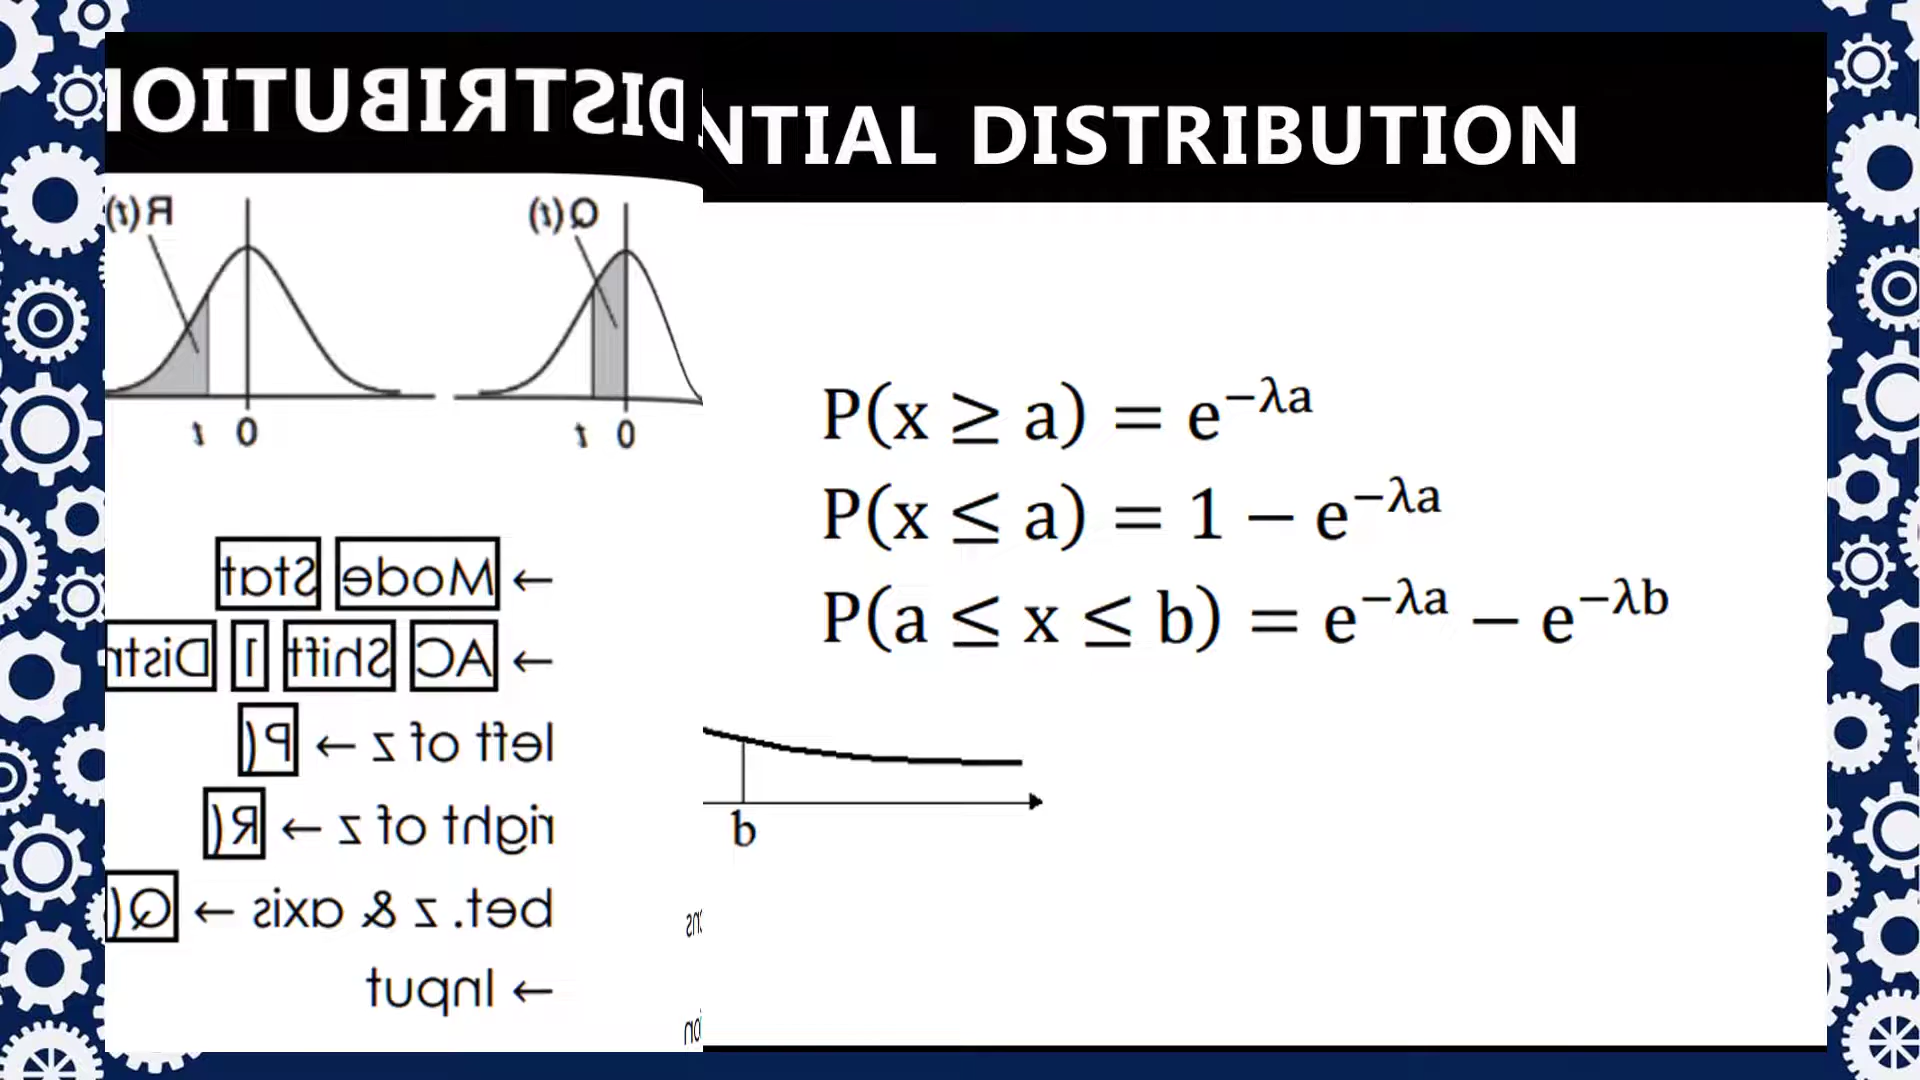 DISTRIBUTIO
NTIAL DISTRIBUTION
R(t)
Q(t)
t 0
t 0
P(x ≥ a) = e^{−λa}
P(x ≤ a) = 1 − e^{−λa}
P(a ≤ x ≤ b) = e^{−λa} − e^{−λb}
b
→ Mode Stat
→ AC Shift 1 Distr
left of z → P(
right of z → R(
bet. z & axis → Q(
→ Input